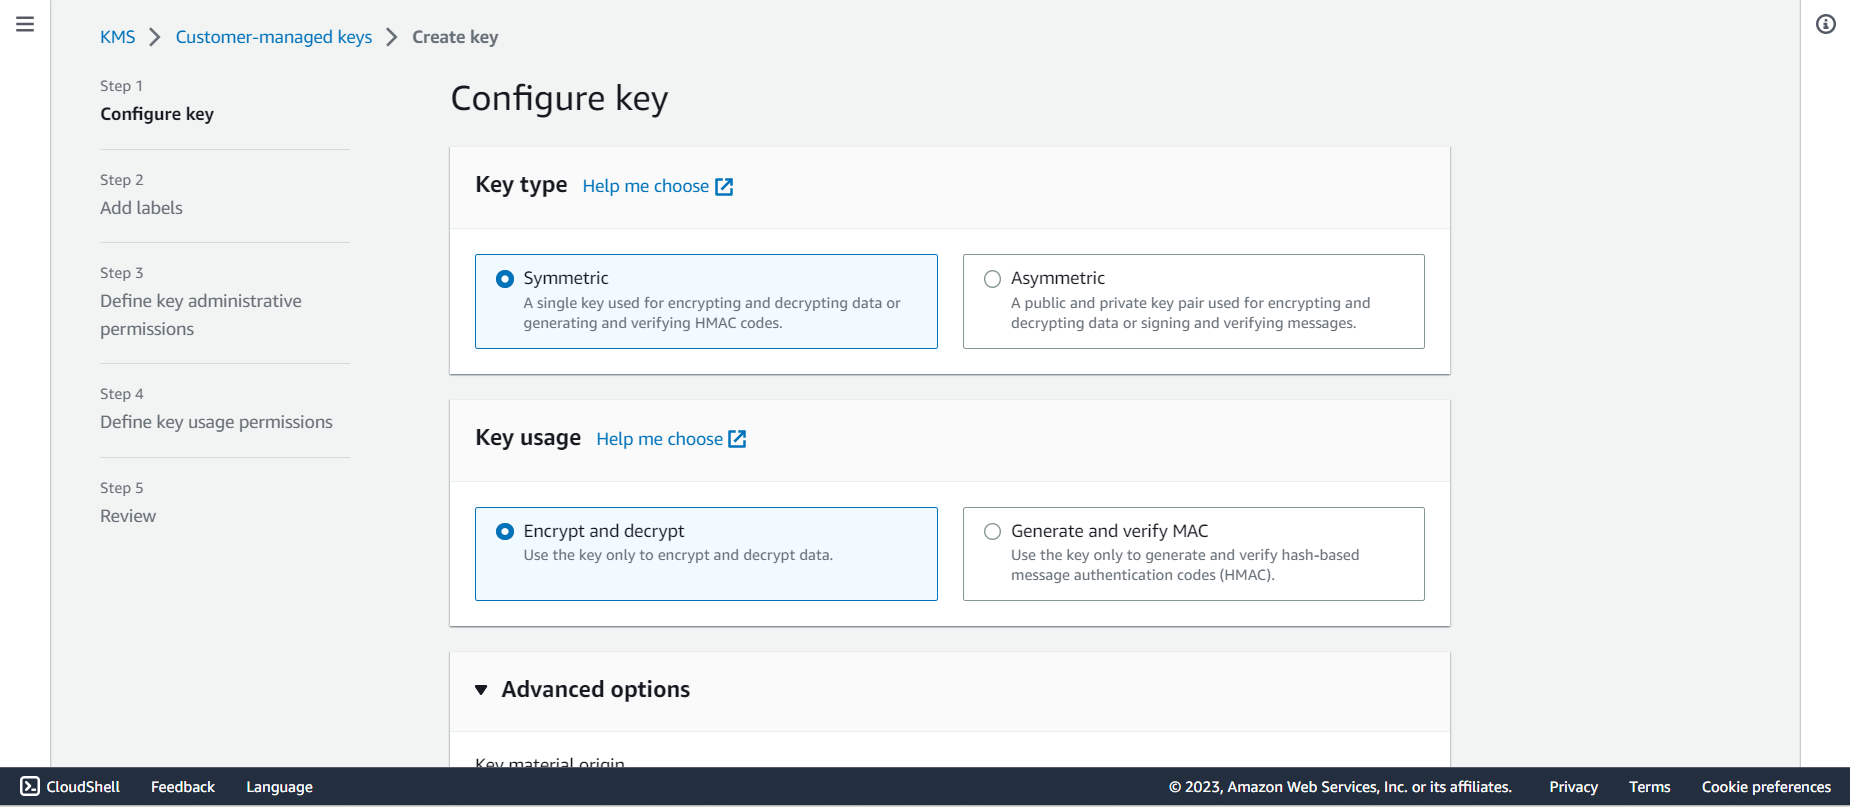 KMS > Customer-managed keys > Create key
Step 1
Configure key
Step 2
Add labels
Step 3
Define key administrative
permissions
Step 4
Define key usage permissions
Step 5
Review
Configure key
Key type Help me choose
Symmetric
A single key used for encrypting and decrypting data or
generating and verifying HMAC codes.
Asymmetric
A public and private key pair used for encrypting and
decrypting data or signing and verifying messages.
Key usage Help me choose
Encrypt and decrypt
Use the key only to encrypt and decrypt data.
Generate and verify MAC
Use the key only to generate and verify hash-based
message authentication codes (HMAC).
Advanced options
Key material origin
CloudShell Feedback Language © 2023, Amazon Web Services, Inc. or its affiliates. Privacy Terms Cookie preferences